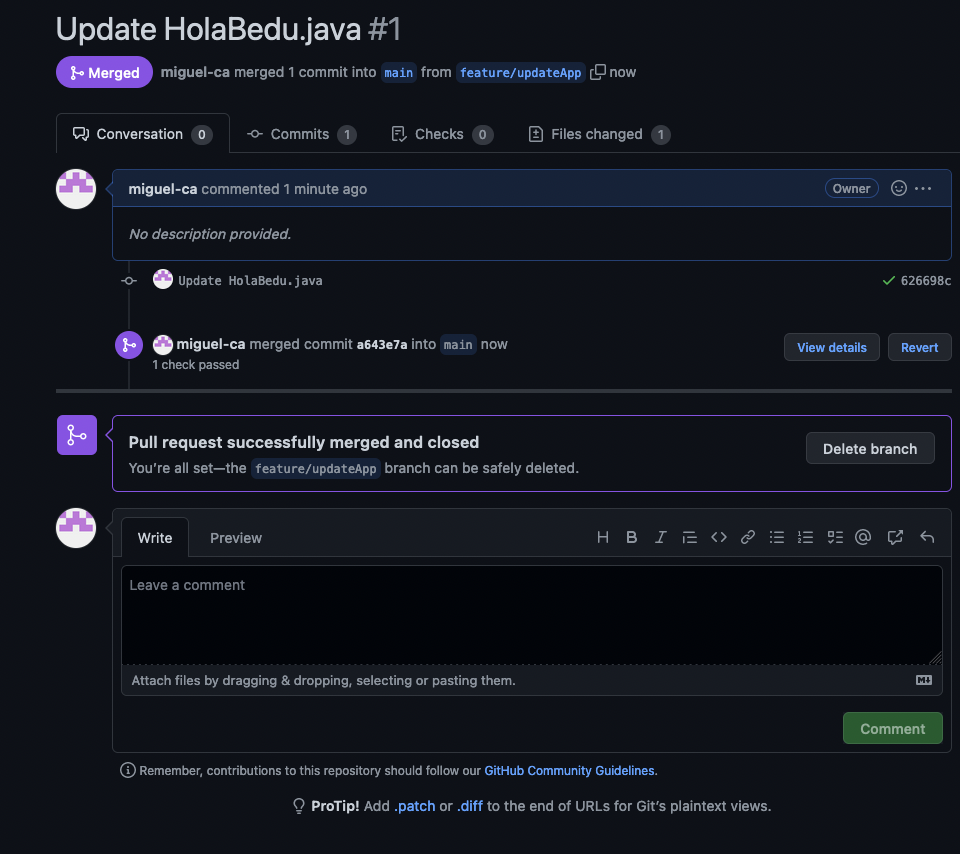 Update HolaBedu.java #1
Merged miguel-ca merged 1 commit into main from feature/updateApp now
Conversation 0 Commits 1 Checks 0 Files changed 1
miguel-ca commented 1 minute ago Owner
No description provided.
Update HolaBedu.java 626698c
miguel-ca merged commit a643e7a into main now View details Revert
1 check passed
Pull request successfully merged and closed
You're all set—the feature/updateApp branch can be safely deleted. Delete branch
Write Preview
Leave a comment
Attach files by dragging & dropping, selecting or pasting them.
Comment
Remember, contributions to this repository should follow our GitHub Community Guidelines.
ProTip! Add .patch or .diff to the end of URLs for Git's plaintext views.